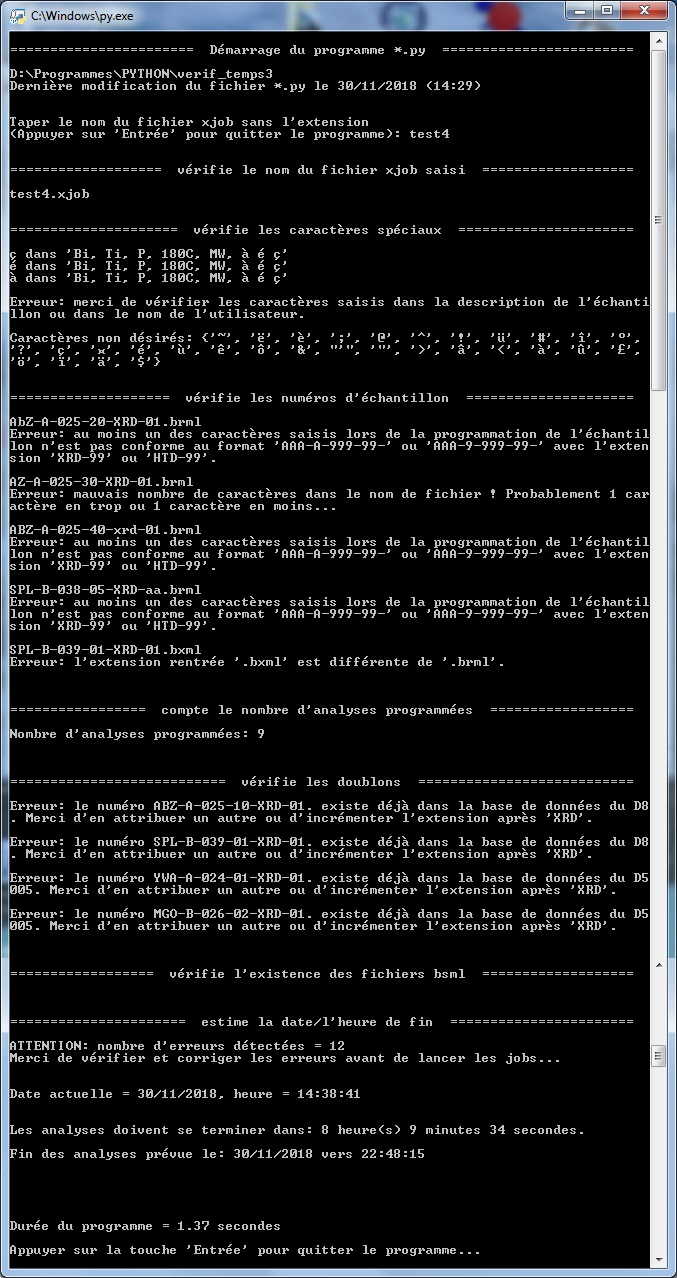 C:\Windows\py.exe
======================= Démarrage du programme *.py ========================
D:\Programmes\PYTHON\verif_temps3
Dernière modification du fichier *.py le 30/11/2018 (14:29)
Taper le nom du fichier xjob sans l'extension
(Appuyer sur 'Entrée' pour quitter le programme): test4
=================== vérifie le nom du fichier xjob saisi ===================
test4.xjob
===================== vérifie les caractères spéciaux ======================
ç dans 'Bi, Ti, P, 180C, MW, à é ç'
é dans 'Bi, Ti, P, 180C, MW, à é ç'
à dans 'Bi, Ti, P, 180C, MW, à é ç'
Erreur: merci de vérifier les caractères saisis dans la description de l'échanti
llon ou dans le nom de l'utilisateur.
Caractères non désirés: {'~', 'ë', 'è', ';', '@', '^', '!', 'ü', '#', 'î', 'º',
'?', 'ç', '¤', 'é', 'ù', 'ê', 'ô', '&', "'", '"', '>', 'â', '<', 'à', 'û', '£',
'ö', 'ï', 'ä', '$'}
==================== vérifie les numéros d'échantillon =====================
AbZ-A-025-20-XRD-01.brml
Erreur: au moins un des caractères saisis lors de la programmation de l'échantil
lon n'est pas conforme au format 'AAA-A-999-99-' ou 'AAA-9-999-99-' avec l'exten
sion 'XRD-99' ou 'HTD-99'.
AZ-A-025-30-XRD-01.brml
Erreur: mauvais nombre de caractères dans le nom de fichier ! Probablement 1 car
actère en trop ou 1 caractère en moins...
ABZ-A-025-40-xrd-01.brml
Erreur: au moins un des caractères saisis lors de la programmation de l'échantil
lon n'est pas conforme au format 'AAA-A-999-99-' ou 'AAA-9-999-99-' avec l'exten
sion 'XRD-99' ou 'HTD-99'.
SPL-B-038-05-XRD-aa.brml
Erreur: au moins un des caractères saisis lors de la programmation de l'échantil
lon n'est pas conforme au format 'AAA-A-999-99-' ou 'AAA-9-999-99-' avec l'exten
sion 'XRD-99' ou 'HTD-99'.
SPL-B-039-01-XRD-01.bxml
Erreur: l'extension rentrée '.bxml' est différente de '.brml'.
================= compte le nombre d'analyses programmées ==================
Nombre d'analyses programmées: 9
=========================== vérifie les doublons ===========================
Erreur: le numéro ABZ-A-025-10-XRD-01. existe déjà dans la base de données du D8
. Merci d'en attribuer un autre ou d'incrémenter l'extension après 'XRD'.
Erreur: le numéro SPL-B-039-01-XRD-01. existe déjà dans la base de données du D8
. Merci d'en attribuer un autre ou d'incrémenter l'extension après 'XRD'.
Erreur: le numéro YWA-A-024-01-XRD-01. existe déjà dans la base de données du D5
005. Merci d'en attribuer un autre ou d'incrémenter l'extension après 'XRD'.
Erreur: le numéro MGO-B-026-02-XRD-01. existe déjà dans la base de données du D5
005. Merci d'en attribuer un autre ou d'incrémenter l'extension après 'XRD'.
================== vérifie l'existence des fichiers bsml ===================
====================== estime la date/l'heure de fin =======================
ATTENTION: nombre d'erreurs détectées = 12
Merci de vérifier et corriger les erreurs avant de lancer les jobs...
Date actuelle = 30/11/2018, heure = 14:38:41
Les analyses doivent se terminer dans: 8 heure(s) 9 minutes 34 secondes.
Fin des analyses prévue le: 30/11/2018 vers 22:48:15
Durée du programme = 1.37 secondes
Appuyer sur la touche 'Entrée' pour quitter le programme...